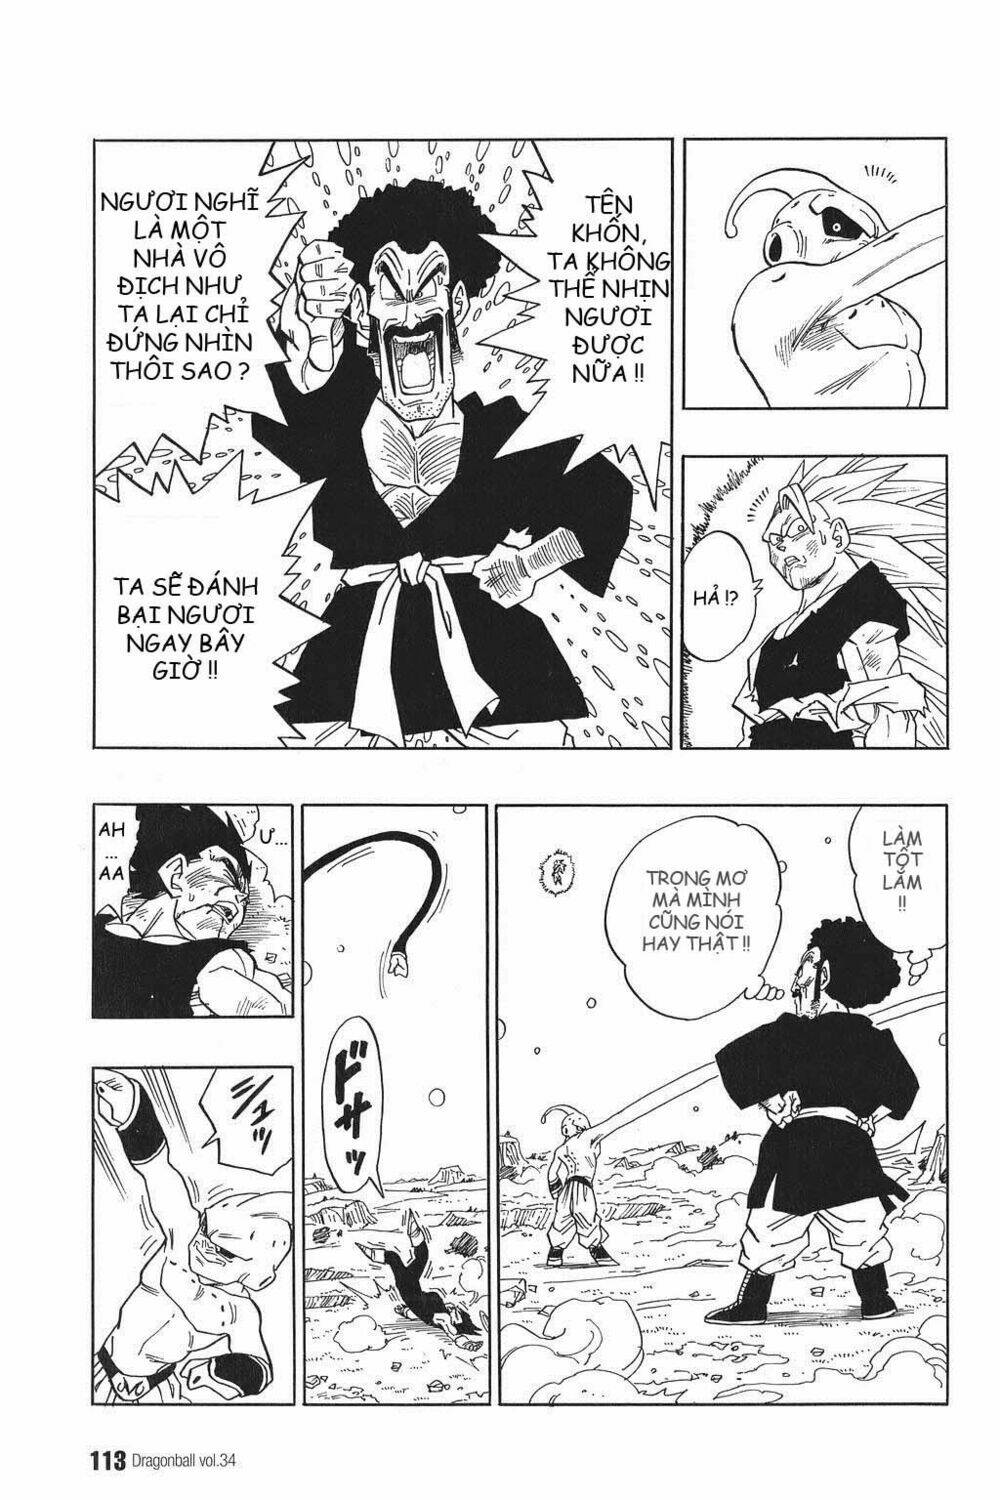 TÊN
KHỐN,
TA KHÔNG
THỂ NHỊN
NGƯƠI
ĐƯỢC
NỮA !!
NGƯƠI NGHĨ
LÀ MỘT
NHÀ VÔ
ĐỊCH NHƯ
TA LẠI CHỈ
ĐỨNG NHÌN
THÔI SAO ?
TA SẼ ĐÁNH
BẠI NGƯƠI
NGAY BÂY
GIỜ !!
HẢ !?
LÀM
TỐT
LẮM
!!
TRONG MƠ
MÀ MÌNH
CŨNG NÓI
HAY THẬT !!
ドサッ
Ư...
AH
...
AA
シュッ
113 Dragonball vol.34